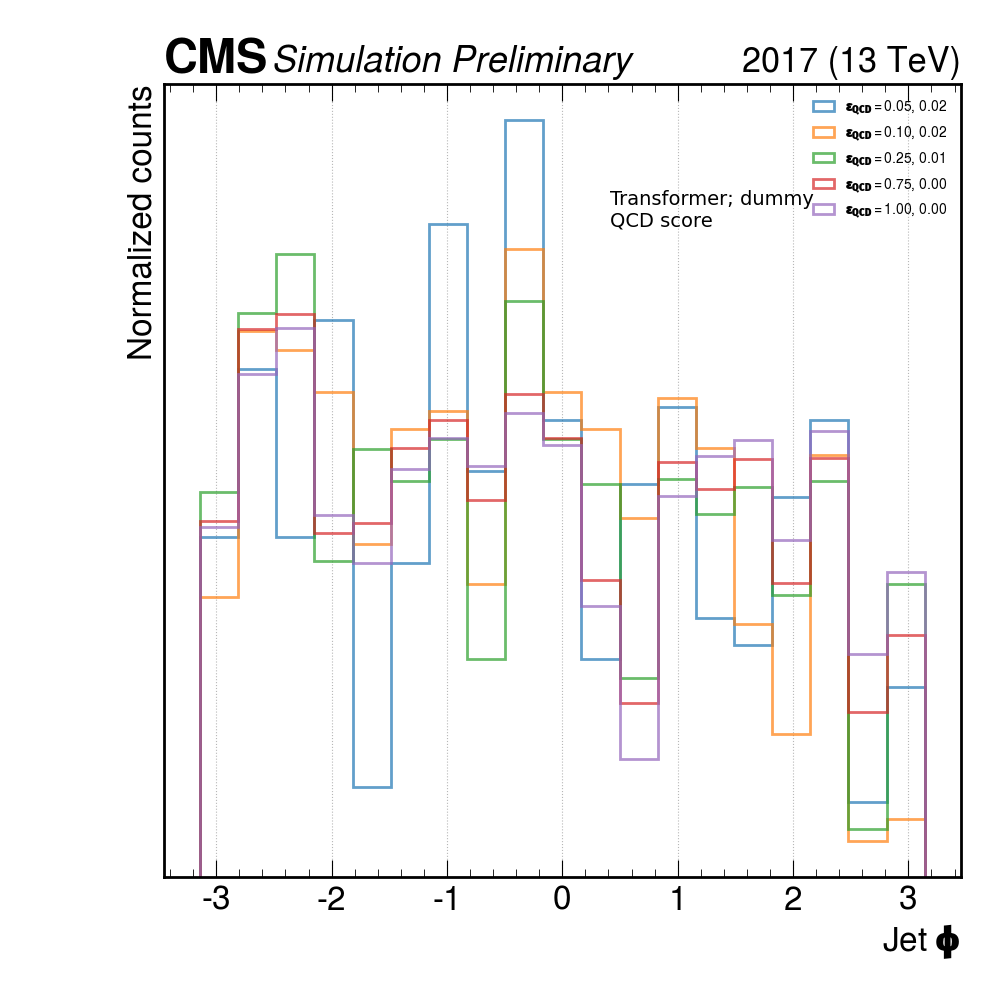 CMS Simulation Preliminary 2017 (13 TeV)
Normalized counts
εQCD = 0.05, 0.02
εQCD = 0.10, 0.02
εQCD = 0.25, 0.01
εQCD = 0.75, 0.00
εQCD = 1.00, 0.00
Transformer; dummy
QCD score
-3 -2 -1 0 1 2 3
Jet ϕ